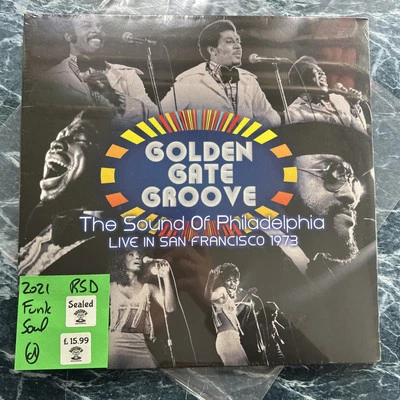 GOLDEN
GATE
GROOVE
The Sound Of Philadelphia
LIVE IN SAN FRANCISCO 1973
2021 RSD
Funk
Soul
Sealed
£15.99